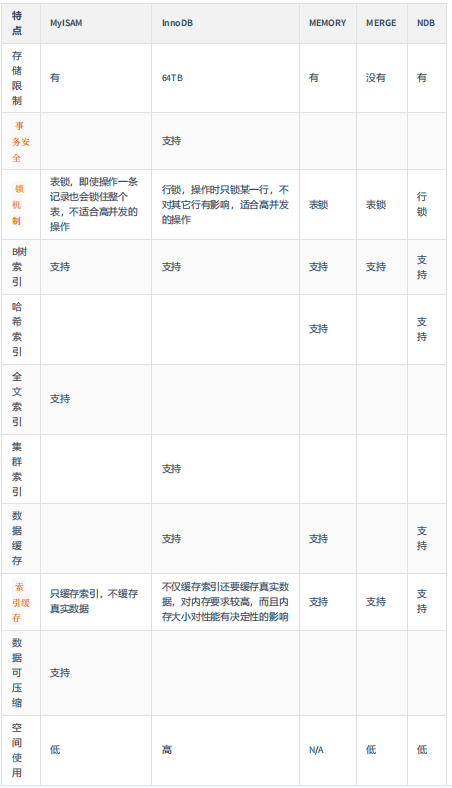 特点 MyISAM InnoDB MEMORY MERGE NDB
存储限制 有 64TB 有 没有 有
事务安全 支持
锁机制 表锁，即使操作一条记录也会锁住整个表，不适合高并发的操作 行锁，操作时只锁某一行，不对其它行有影响，适合高并发的操作 表锁 表锁 行锁
B树索引 支持 支持 支持 支持 支持
哈希索引 支持 支持
全文索引 支持
集群索引 支持
数据缓存 支持 支持 支持
索引缓存 只缓存索引，不缓存真实数据 不仅缓存索引还要缓存真实数据，对内存要求较高，而且内存大小对性能有决定性的影响 支持 支持 支持
数据可压缩 支持
空间使用 低 高 N/A 低 低